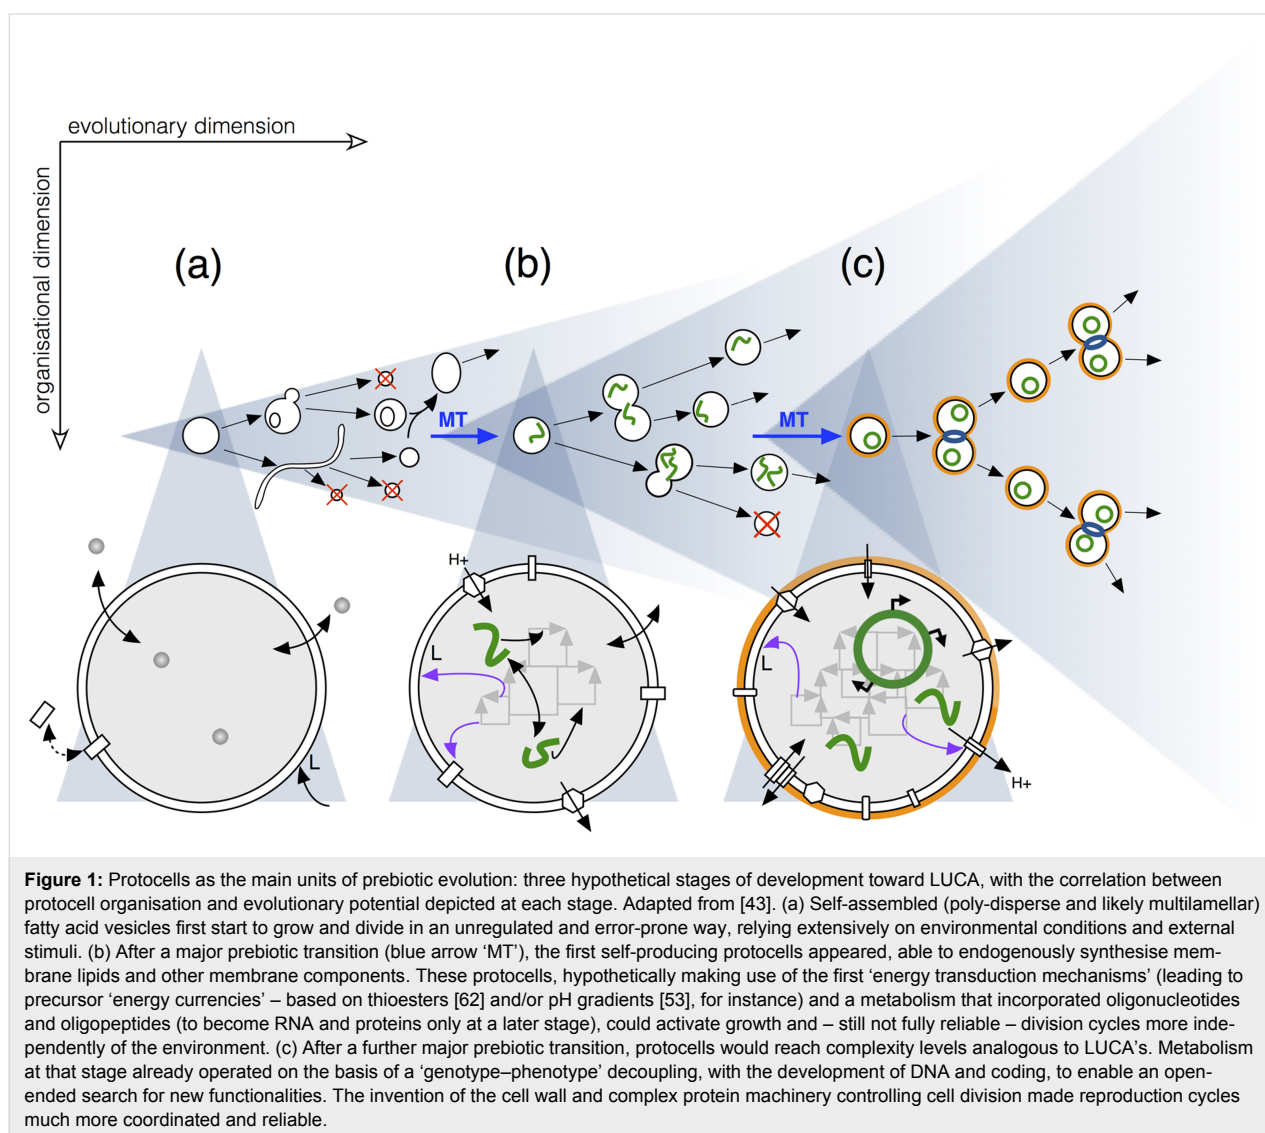 evolutionary dimension
organisational dimension
(a)
(b)
(c)
MT
MT
H+
L
L
L
H+
Figure 1: Protocells as the main units of prebiotic evolution: three hypothetical stages of development toward LUCA, with the correlation between
protocell organisation and evolutionary potential depicted at each stage. Adapted from [43]. (a) Self-assembled (poly-disperse and likely multilamellar)
fatty acid vesicles first start to grow and divide in an unregulated and error-prone way, relying extensively on environmental conditions and external
stimuli. (b) After a major prebiotic transition (blue arrow ‘MT’), the first self-producing protocells appeared, able to endogenously synthesise mem-
brane lipids and other membrane components. These protocells, hypothetically making use of the first ‘energy transduction mechanisms’ (leading to
precursor ‘energy currencies’ – based on thioesters [62] and/or pH gradients [53], for instance) and a metabolism that incorporated oligonucleotides
and oligopeptides (to become RNA and proteins only at a later stage), could activate growth and – still not fully reliable – division cycles more inde-
pendently of the environment. (c) After a further major prebiotic transition, protocells would reach complexity levels analogous to LUCA’s. Metabolism
at that stage already operated on the basis of a ‘genotype–phenotype’ decoupling, with the development of DNA and coding, to enable an open-
ended search for new functionalities. The invention of the cell wall and complex protein machinery controlling cell division made reproduction cycles
much more coordinated and reliable.